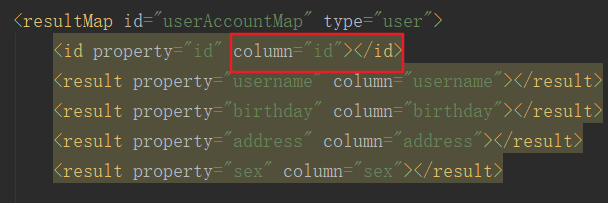 <resultMap id="userAccountMap" type="user">
<id property="id" column="id"></id>
<result property="username" column="username"></result>
<result property="birthday" column="birthday"></result>
<result property="address" column="address"></result>
<result property="sex" column="sex"></result>